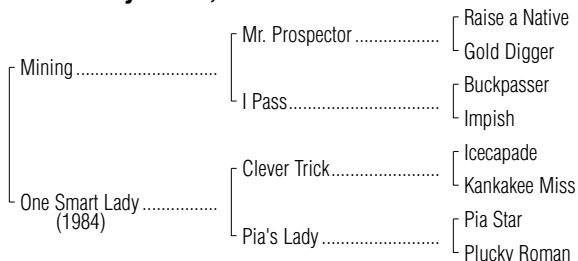 Raise a Native
Mr. Prospector
Gold Digger
Mining
Buckpasser
I Pass
Impish
Icecapade
Clever Trick
Kankakee Miss
One Smart Lady
(1984)
Pia Star
Pia's Lady
Plucky Roman